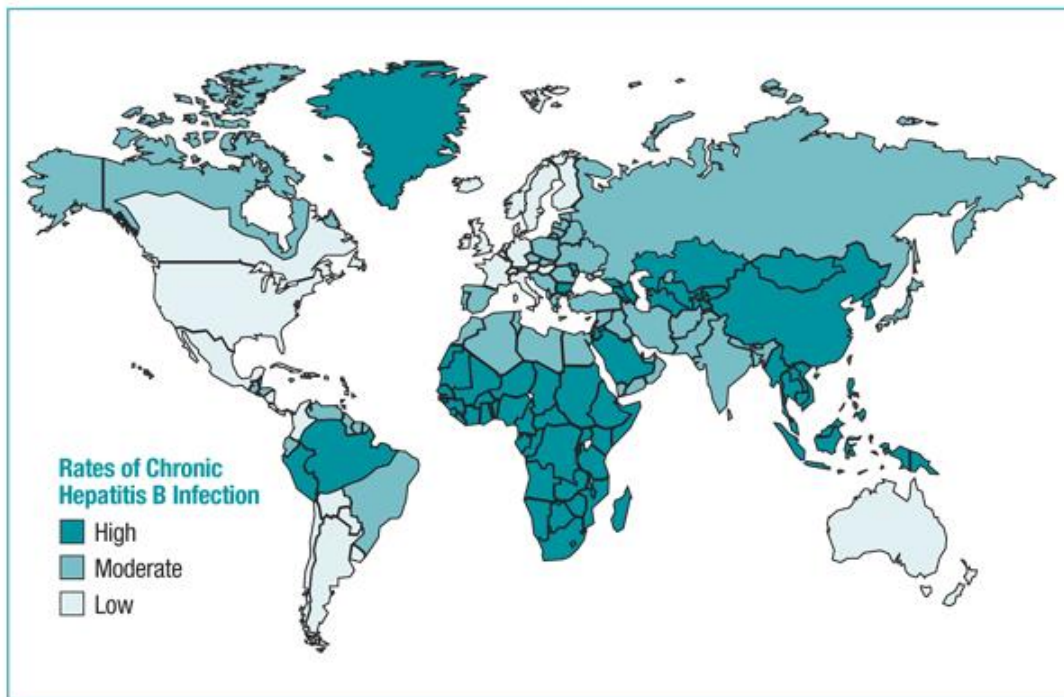 Rates of Chronic
Hepatitis B Infection
High
Moderate
Low